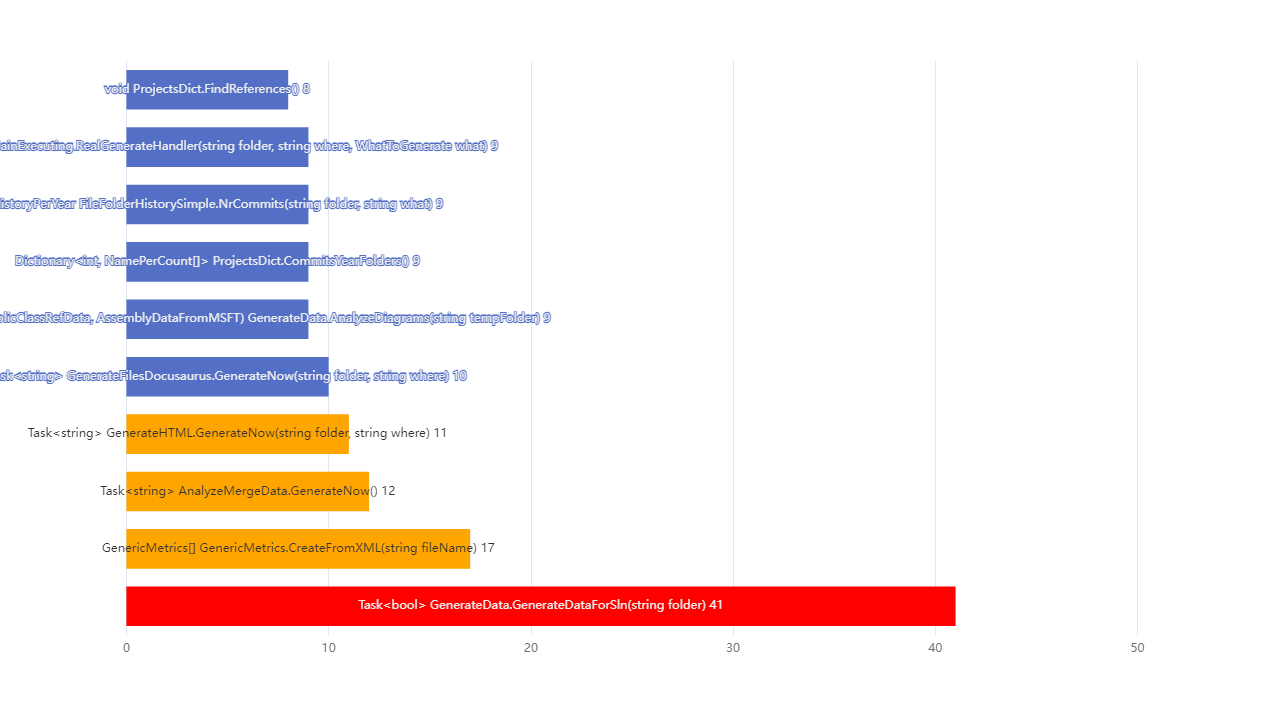 void ProjectsDict.FindReferences() 8
ainExecuting.RealGenerateHandler(string folder, string where, WhatToGenerate what) 9
istoryPerYear FileFolderHistorySimple.NrCommits(string folder, string what) 9
Dictionary<int, NamePerCount[]> ProjectsDict.CommitsYearFolders() 9
blicClassRefData, AssemblyDataFromMSFT) GenerateData.AnalyzeDiagrams(string tempFolder) 9
sk<string> GenerateFilesDocusaurus.GenerateNow(string folder, string where) 10
Task<string> GenerateHTML.GenerateNow(string folder, string where) 11
Task<string> AnalyzeMergeData.GenerateNow() 12
GenericMetrics[] GenericMetrics.CreateFromXML(string fileName) 17
Task<bool> GenerateData.GenerateDataForSln(string folder) 41
0 10 20 30 40 50